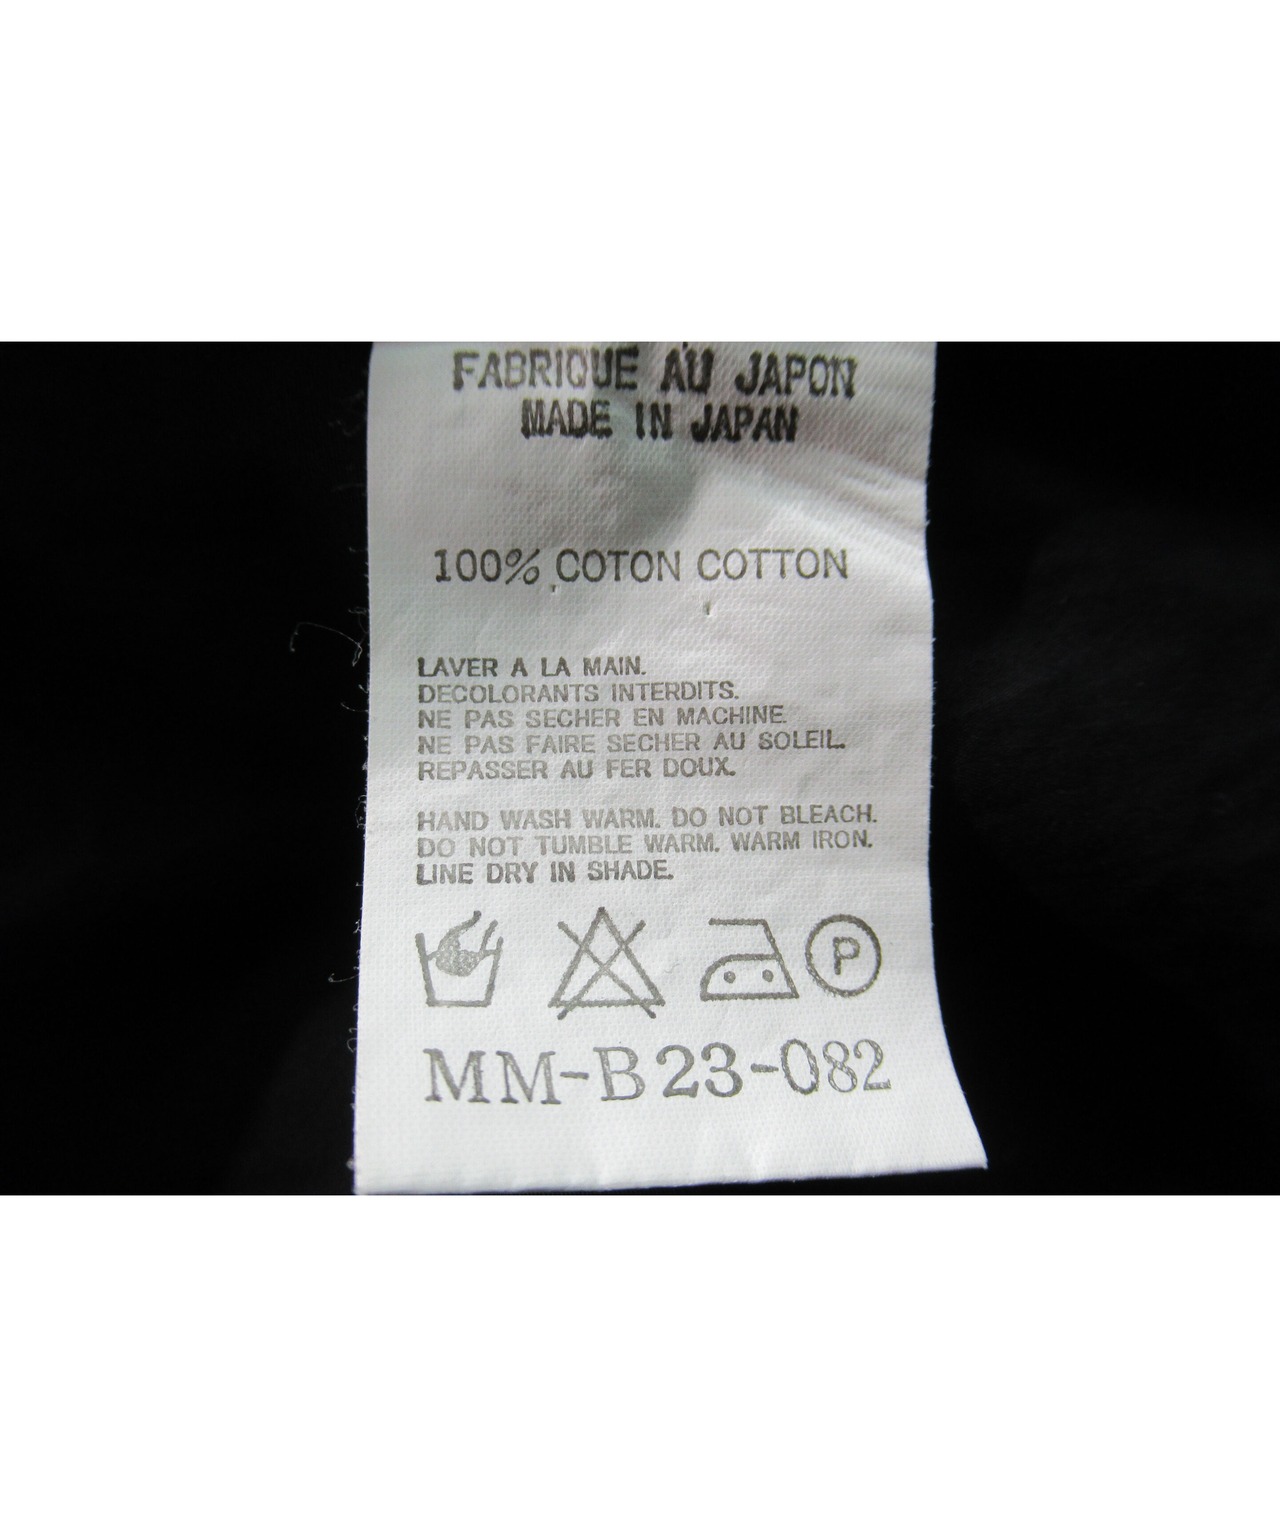 FABRIQUE AU JAPON
MADE IN JAPAN
100% COTON COTTON
LAVER A LA MAIN.
DECOLORANTS INTERDITS.
NE PAS SECHER EN MACHINE.
NE PAS FAIRE SECHER AU SOLEIL.
REPASSER AU FER DOUX.
HAND WASH WARM. DO NOT BLEACH.
DO NOT TUMBLE WARM. WARM IRON.
LINE DRY IN SHADE.
P
MM-B23-082